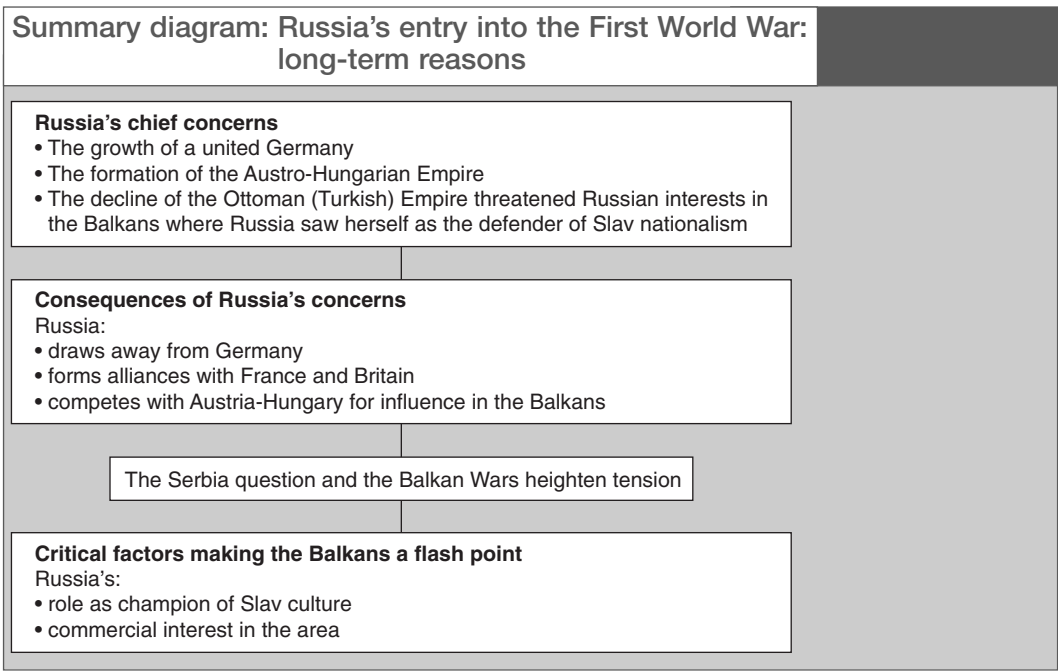 Summary diagram: Russia's entry into the First World War:
long-term reasons
Russia's chief concerns
• The growth of a united Germany
• The formation of the Austro-Hungarian Empire
• The decline of the Ottoman (Turkish) Empire threatened Russian interests in
the Balkans where Russia saw herself as the defender of Slav nationalism
Consequences of Russia's concerns
Russia:
• draws away from Germany
• forms alliances with France and Britain
• competes with Austria-Hungary for influence in the Balkans
The Serbia question and the Balkan Wars heighten tension
Critical factors making the Balkans a flash point
Russia's:
• role as champion of Slav culture
• commercial interest in the area